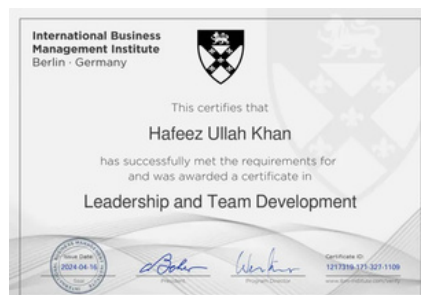 International Business
Management Institute
Berlin · Germany
This certifies that
Hafeez Ullah Khan
has successfully met the requirements for
and was awarded a certificate in
Leadership and Team Development
Issue Date
2024-04-16
President
Program Director
Certificate ID:
1217319-171-327-1109